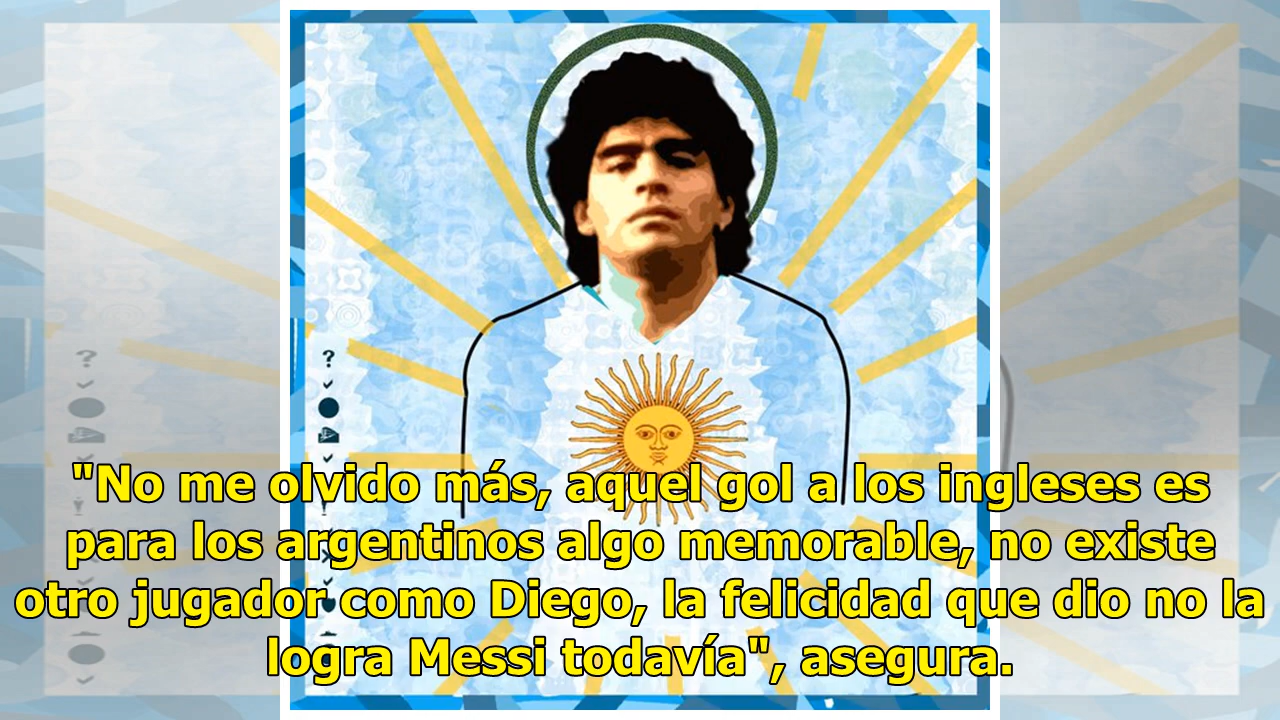 "No me olvido más, aquel gol a los ingleses es
para los argentinos algo memorable, no existe
otro jugador como Diego, la felicidad que dio no la
logra Messi todavía", asegura.